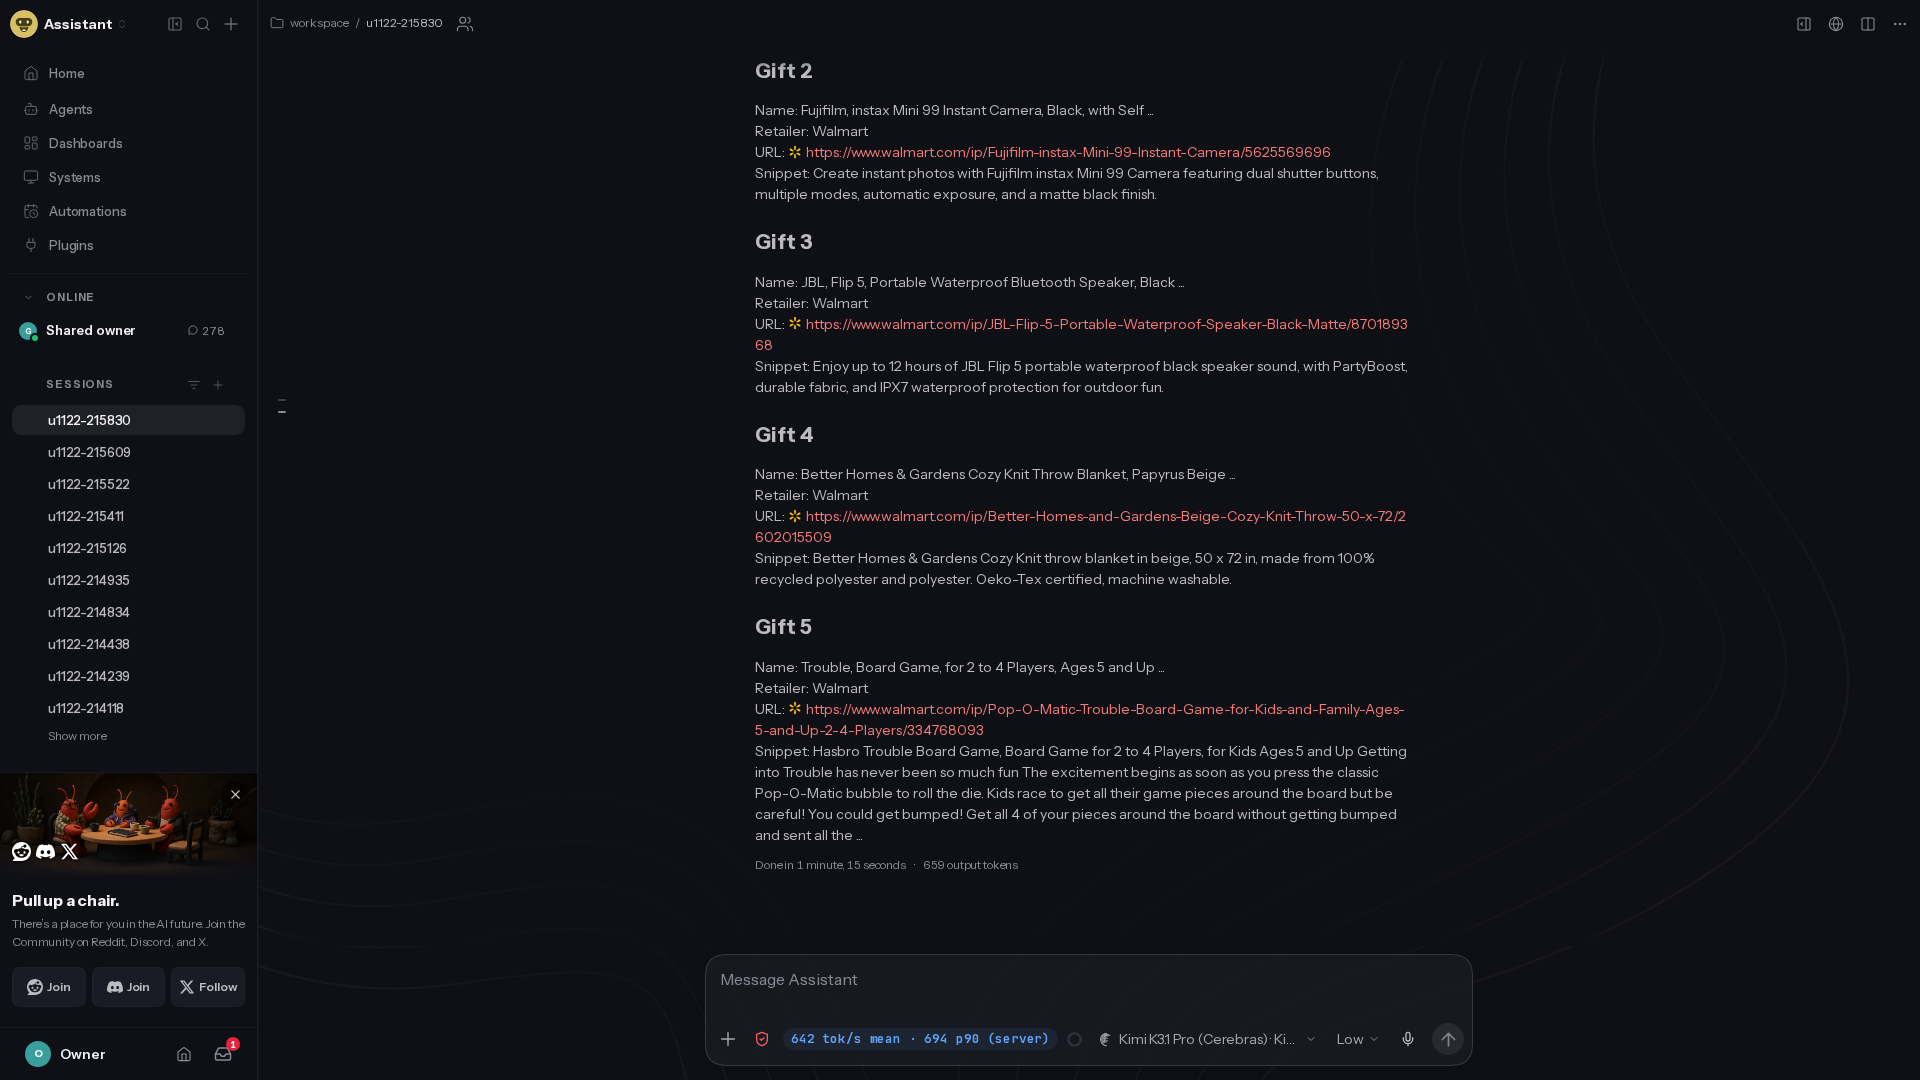 Assistant
Home
Agents
Dashboards
Systems
Automations
Plugins
ONLINE
G
Shared owner
278
SESSIONS
u1122-215830
u1122-215609
u1122-215522
u1122-215411
u1122-215126
u1122-214935
u1122-214834
u1122-214438
u1122-214239
u1122-214118
Show more
Pull up a chair.
There's a place for you in the AI future. Join the
Community on Reddit, Discord, and X.
Join
Join
Follow
O
Owner
1
workspace / u1122-215830
Gift 2
Name: Fujifilm, instax Mini 99 Instant Camera, Black, with Self ...
Retailer: Walmart
URL: https://www.walmart.com/ip/Fujifilm-instax-Mini-99-Instant-Camera/5625569696
Snippet: Create instant photos with Fujifilm instax Mini 99 Camera featuring dual shutter buttons,
multiple modes, automatic exposure, and a matte black finish.
Gift 3
Name: JBL, Flip 5, Portable Waterproof Bluetooth Speaker, Black ...
Retailer: Walmart
URL: https://www.walmart.com/ip/JBL-Flip-5-Portable-Waterproof-Speaker-Black-Matte/8701893
68
Snippet: Enjoy up to 12 hours of JBL Flip 5 portable waterproof black speaker sound, with PartyBoost,
durable fabric, and IPX7 waterproof protection for outdoor fun.
Gift 4
Name: Better Homes & Gardens Cozy Knit Throw Blanket, Papyrus Beige ...
Retailer: Walmart
URL: https://www.walmart.com/ip/Better-Homes-and-Gardens-Beige-Cozy-Knit-Throw-50-x-72/2
602015509
Snippet: Better Homes & Gardens Cozy Knit throw blanket in beige, 50 x 72 in, made from 100%
recycled polyester and polyester. Oeko-Tex certified, machine washable.
Gift 5
Name: Trouble, Board Game, for 2 to 4 Players, Ages 5 and Up ...
Retailer: Walmart
URL: https://www.walmart.com/ip/Pop-O-Matic-Trouble-Board-Game-for-Kids-and-Family-Ages-
5-and-Up-2-4-Players/334768093
Snippet: Hasbro Trouble Board Game, Board Game for 2 to 4 Players, for Kids Ages 5 and Up Getting
into Trouble has never been so much fun The excitement begins as soon as you press the classic
Pop-O-Matic bubble to roll the die. Kids race to get all their game pieces around the board but be
careful! You could get bumped! Get all 4 of your pieces around the board without getting bumped
and sent all the ...
Done in 1 minute, 15 seconds · 659 output tokens
Message Assistant
642 tok/s mean · 694 p90 (server)
Kimi K3.1 Pro (Cerebras) · Ki...
Low